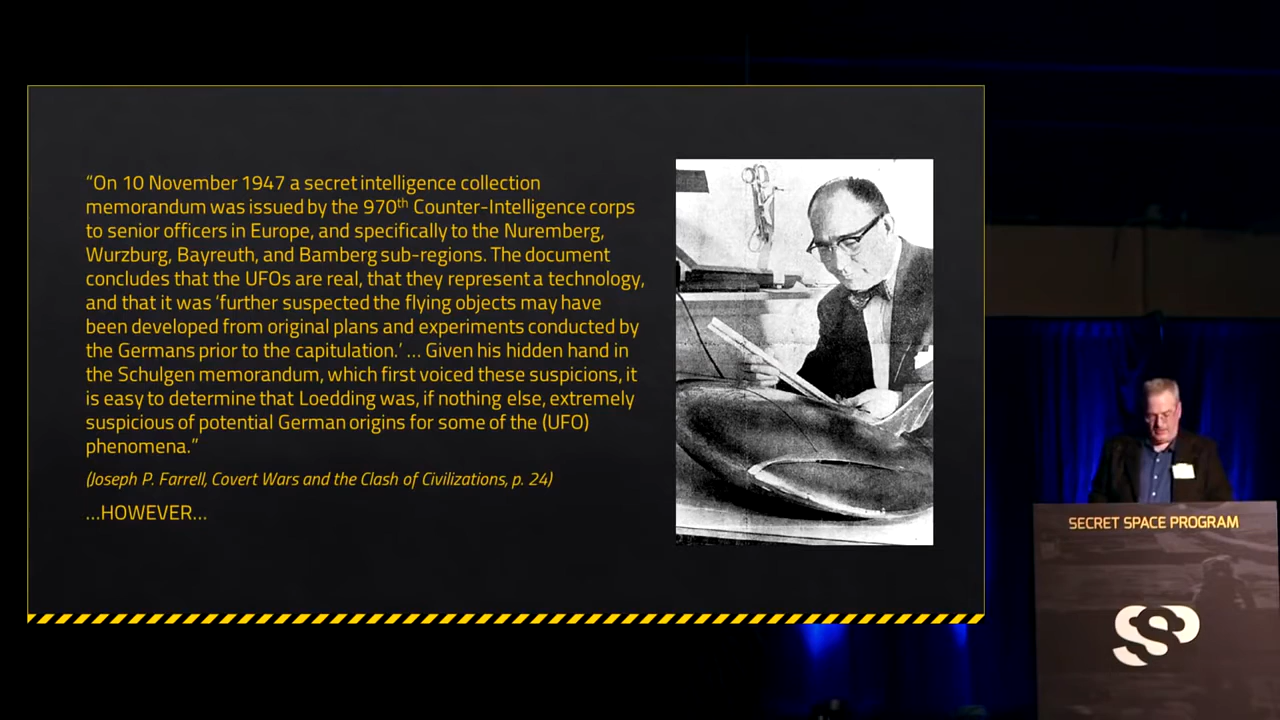 “On 10 November 1947 a secret intelligence collection
memorandum was issued by the 970th Counter-Intelligence corps
to senior officers in Europe, and specifically to the Nuremberg,
Wurzburg, Bayreuth, and Bamberg sub-regions. The document
concludes that the UFOs are real, that they represent a technology,
and that it was ‘further suspected the flying objects may have
been developed from original plans and experiments conducted by
the Germans prior to the capitulation.’ … Given his hidden hand in
the Schulgen memorandum, which first voiced these suspicions, it
is easy to determine that Loedding was, if nothing else, extremely
suspicious of potential German origins for some of the (UFO)
phenomena.”
(Joseph P. Farrell, Covert Wars and the Clash of Civilizations, p. 24)
…HOWEVER…
SECRET SPACE PROGRAM
SSP